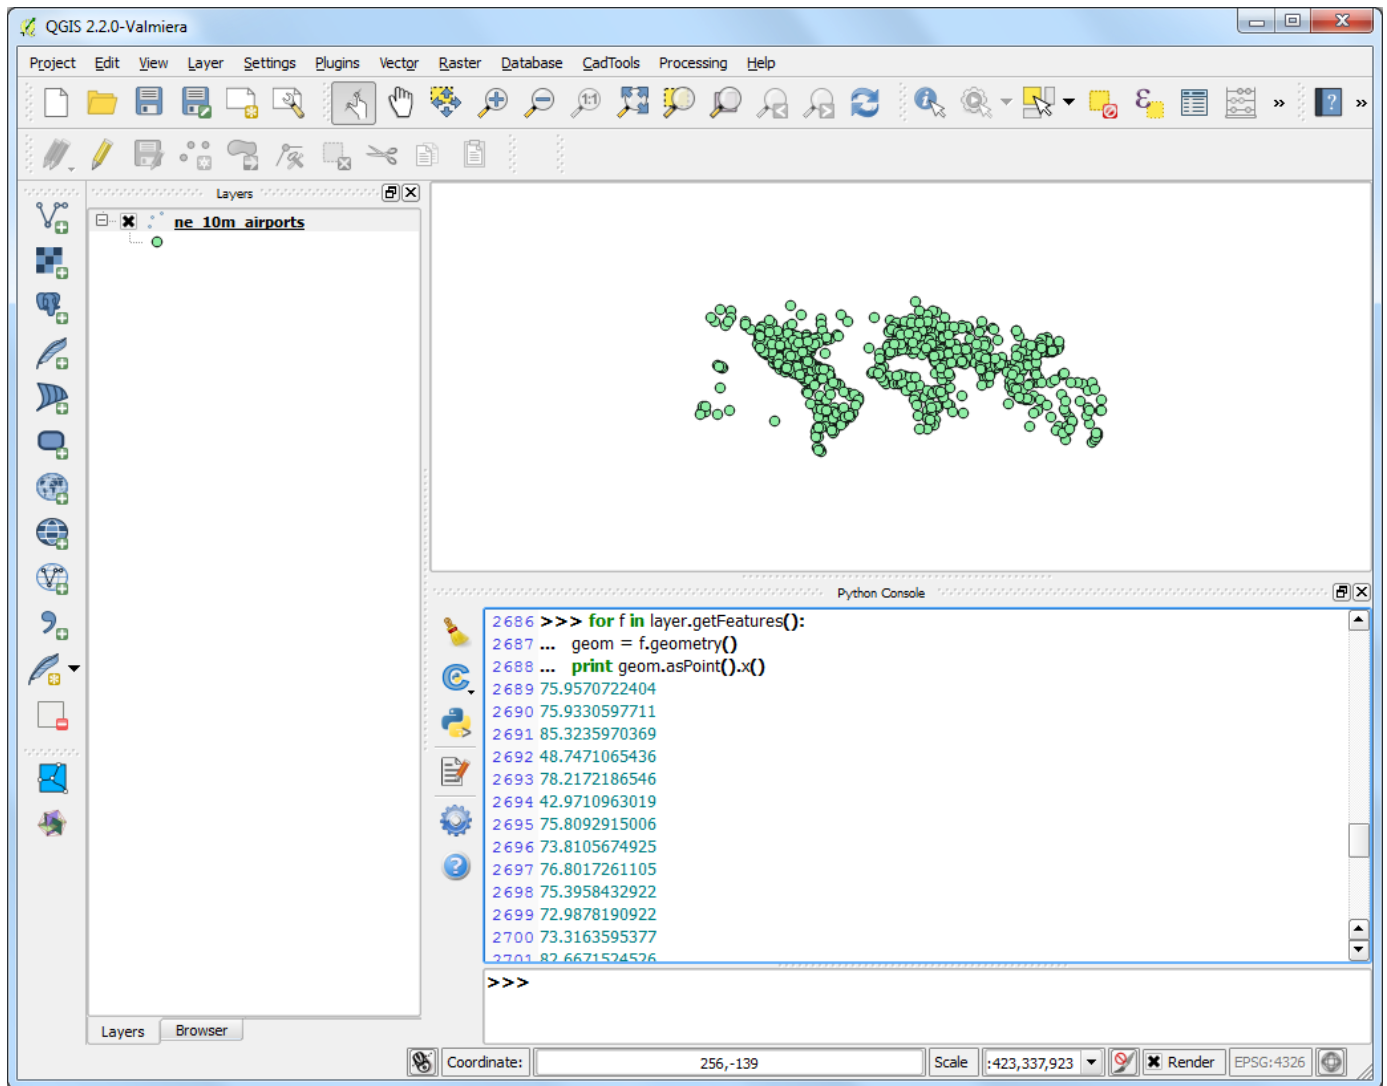 QGIS 2.2.0-Valmiera
Project Edit View Layer Settings Plugins Vector Raster Database CadTools Processing Help
Layers
ne_10m_airports
Python Console
2686 >>> for f in layer.getFeatures():
2687 ... geom = f.geometry()
2688 ... print geom.asPoint().x()
2689 75.9570722404
2690 75.9330597711
2691 85.3235970369
2692 48.7471065436
2693 78.2172186546
2694 42.9710963019
2695 75.8092915006
2696 73.8105674925
2697 76.8017261105
2698 75.3958432922
2699 72.9878190922
2700 73.3163595377
2701 82.6671524526
>>>
Layers Browser
Coordinate: 256,-139 Scale :423,337,923 Render EPSG:4326